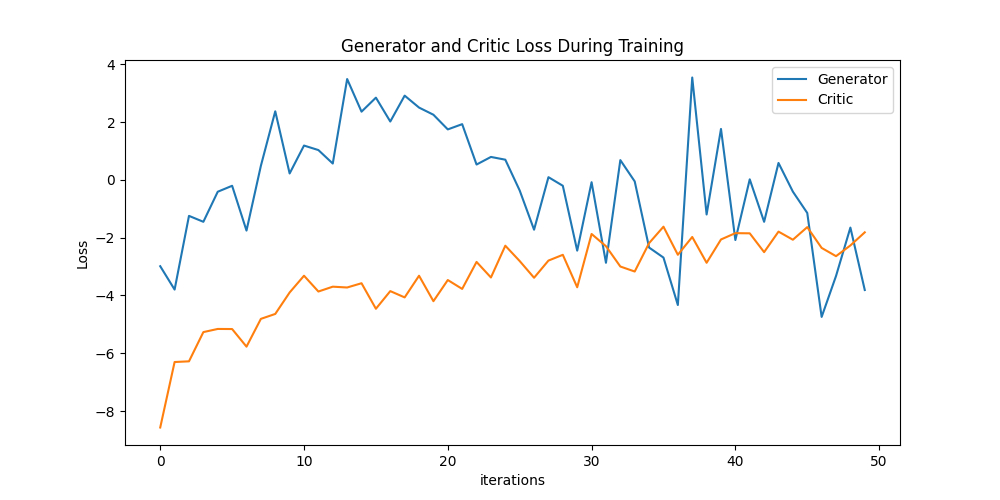 Generator and Critic Loss During Training
Generator
Critic
4
2
0
−2
−4
−6
−8
Loss
0
10
20
30
40
50
iterations